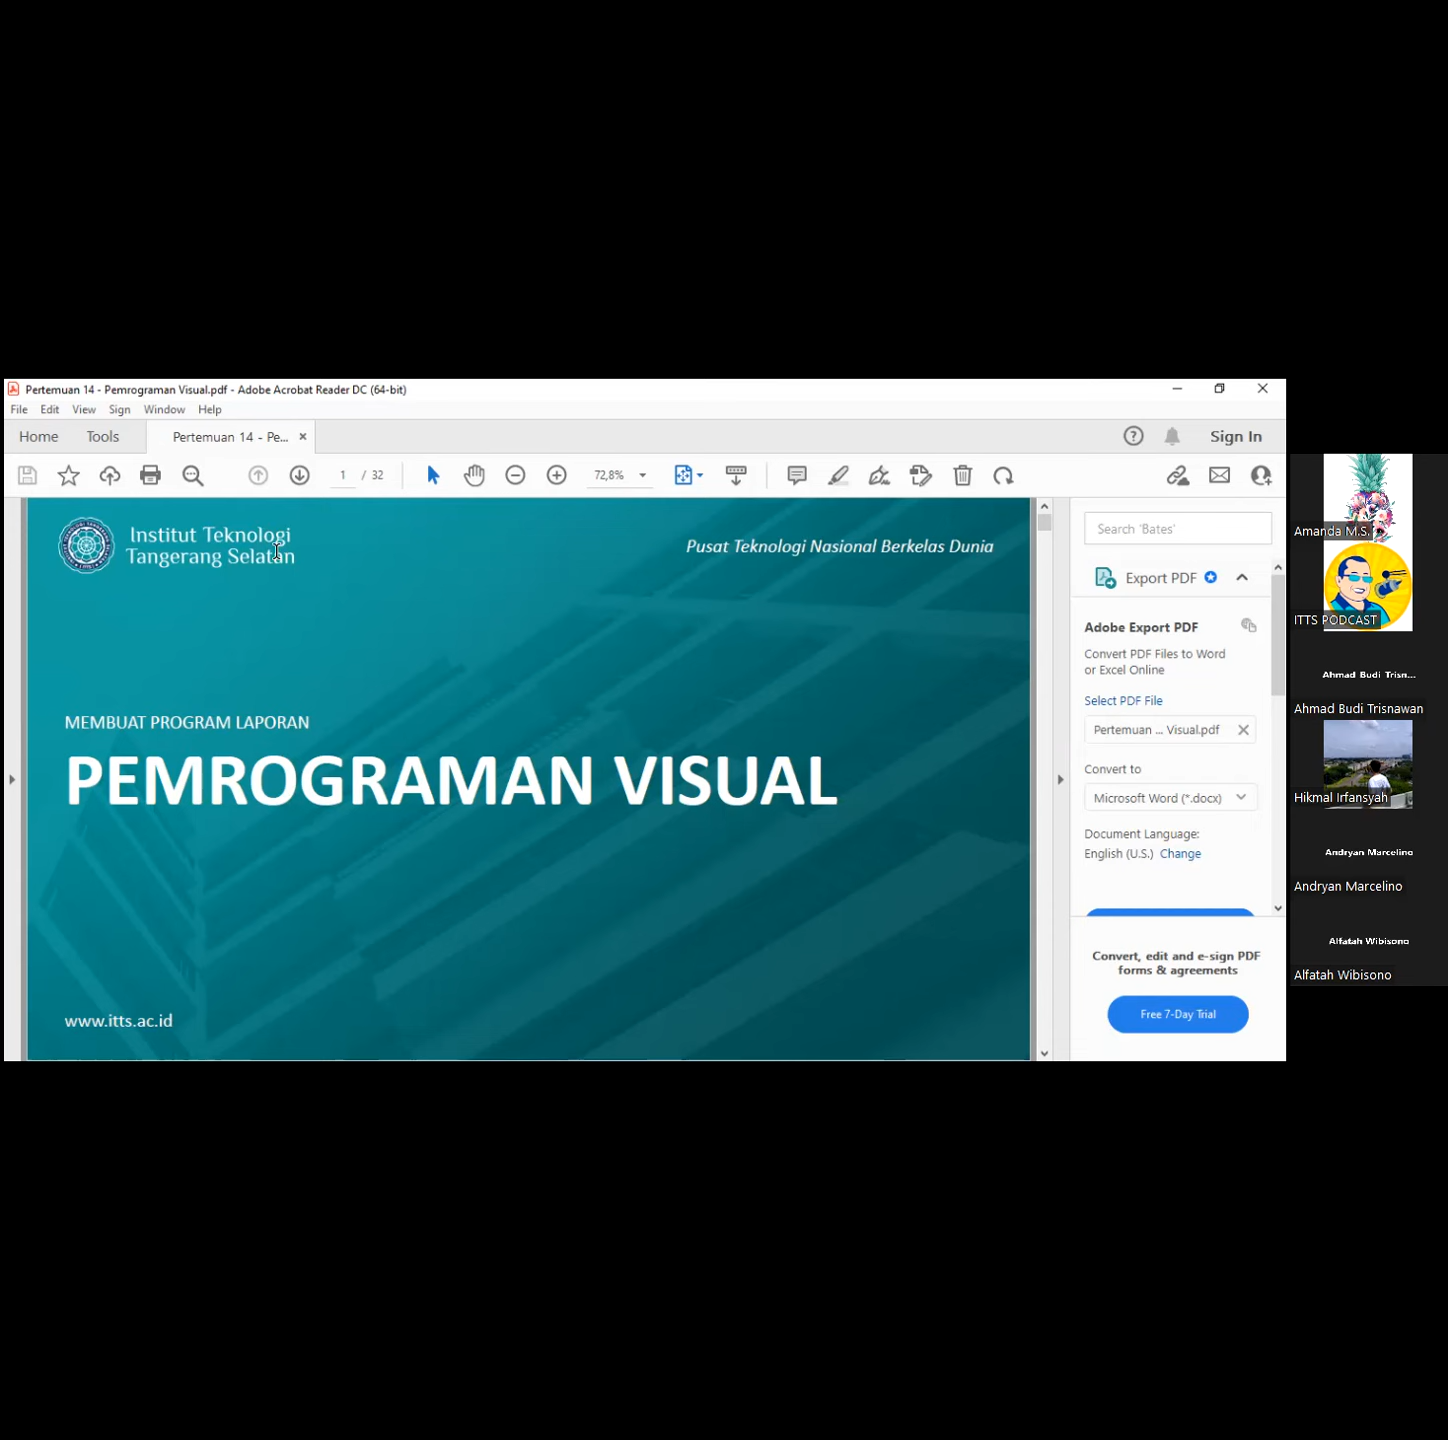 Pertemuan 14 - Pemrograman Visual.pdf - Adobe Acrobat Reader DC (64-bit)
File Edit View Sign Window Help
Home Tools Pertemuan 14 - Pe... × Sign In
1 / 32 72,8%
Institut Teknologi
Tangerang Selatan
Pusat Teknologi Nasional Berkelas Dunia
MEMBUAT PROGRAM LAPORAN
PEMROGRAMAN VISUAL
www.itts.ac.id
Search 'Bates'
Export PDF
Adobe Export PDF
Convert PDF Files to Word
or Excel Online
Select PDF File
Pertemuan ... Visual.pdf
Convert to
Microsoft Word (*.docx)
Document Language:
English (U.S.) Change
Convert, edit and e-sign PDF
forms & agreements
Free 7-Day Trial
Amanda M.S.
ITTS PODCAST
Ahmad Budi Trisn...
Ahmad Budi Trisnawan
Hikmal Irfansyah
Andryan Marcelino
Andryan Marcelino
Alfatah Wibisono
Alfatah Wibisono